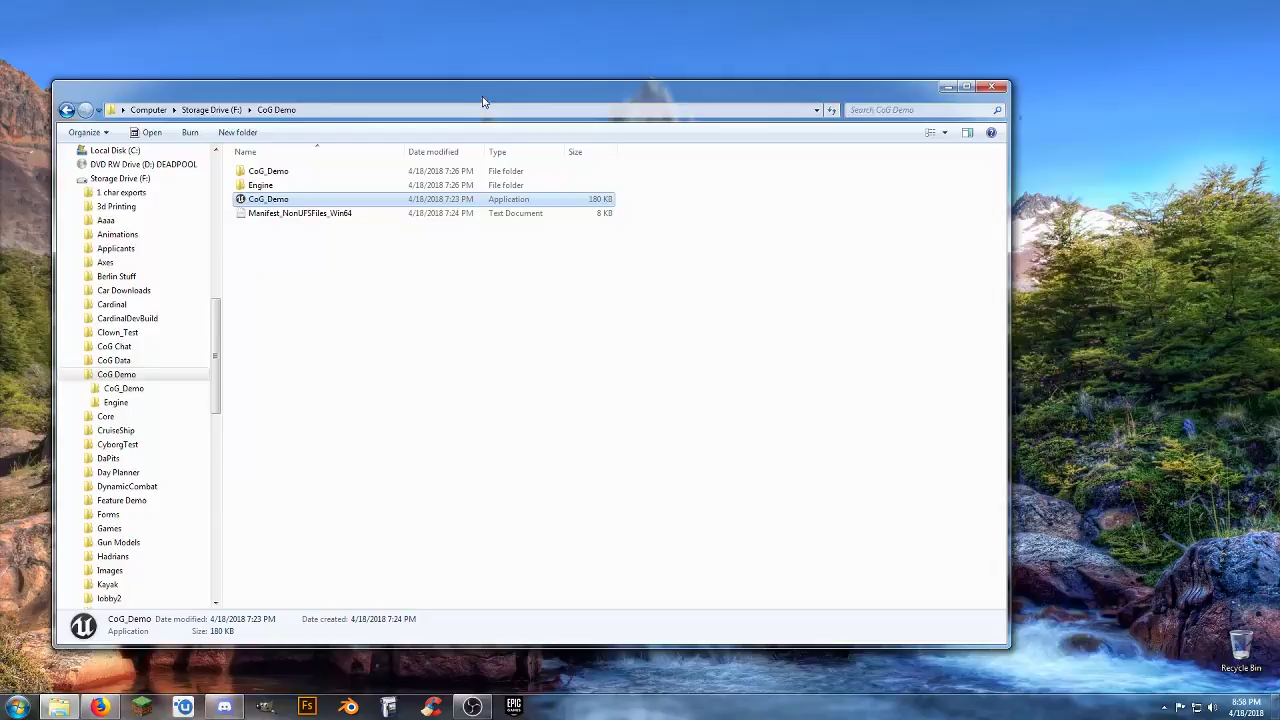 Computer Storage Drive (F:) CoG Demo
Search CoG Demo
Organize Open Burn New folder
Local Disk (C:)
DVD RW Drive (D:) DEADPOOL
Storage Drive (F:)
1 char exports
3d Printing
Aaaa
Animations
Applicants
Axes
Berlin Stuff
Car Downloads
Cardinal
CardinalDevBuild
Clown_Test
CoG Chat
CoG Data
CoG Demo
CoG_Demo
Engine
Core
CruiseShip
CyborgTest
DaPits
Day Planner
DynamicCombat
Feature Demo
Forms
Games
Gun Models
Hadrians
Images
Kayak
lobby2
Name Date modified Type Size
CoG_Demo 4/18/2018 7:26 PM File folder
Engine 4/18/2018 7:26 PM File folder
CoG_Demo 4/18/2018 7:23 PM Application 180 KB
Manifest_NonUFSFiles_Win64 4/18/2018 7:24 PM Text Document 8 KB
CoG_Demo Date modified: 4/18/2018 7:23 PM Date created: 4/18/2018 7:24 PM
Application Size: 180 KB
Recycle Bin
Fs
EPIC
GAMES
8:58 PM
4/18/2018